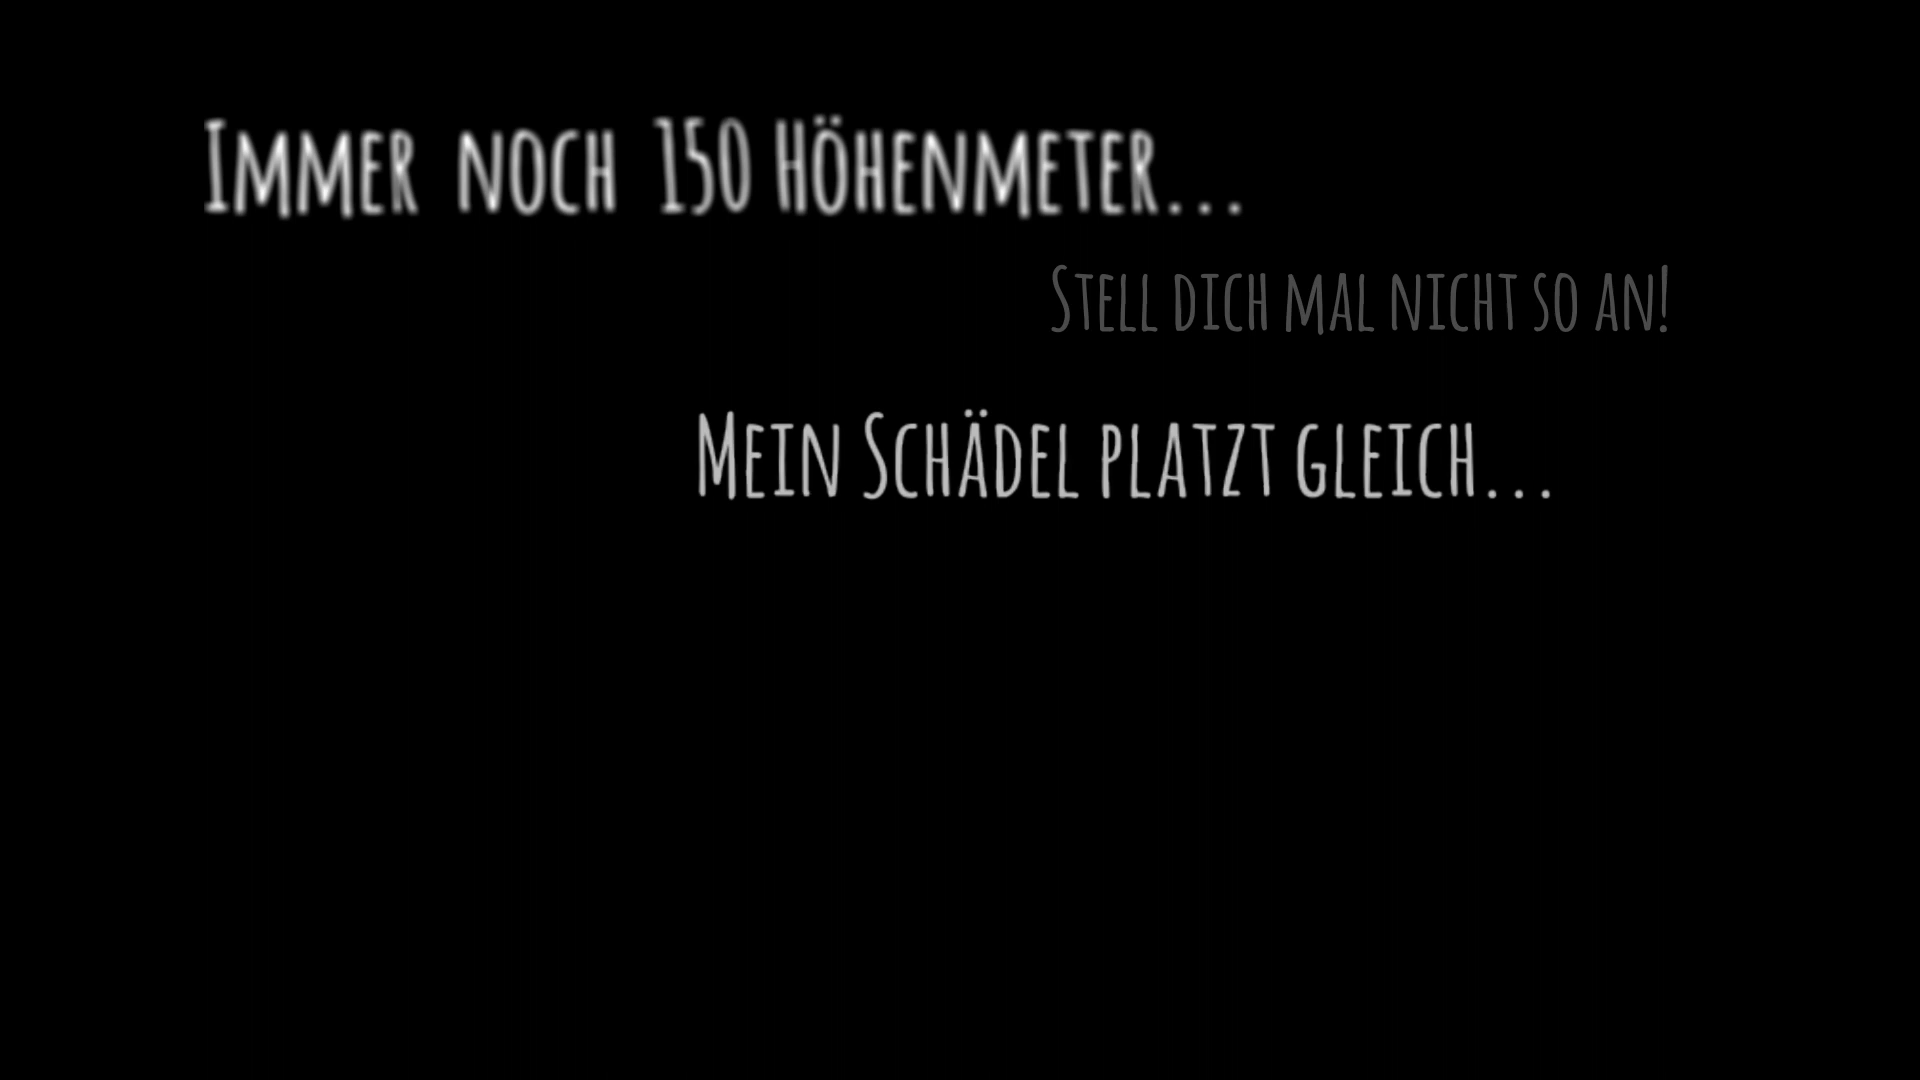 Immer noch 150 Höhenmeter...
Stell dich mal nicht so an!
Mein Schädel platzt gleich...